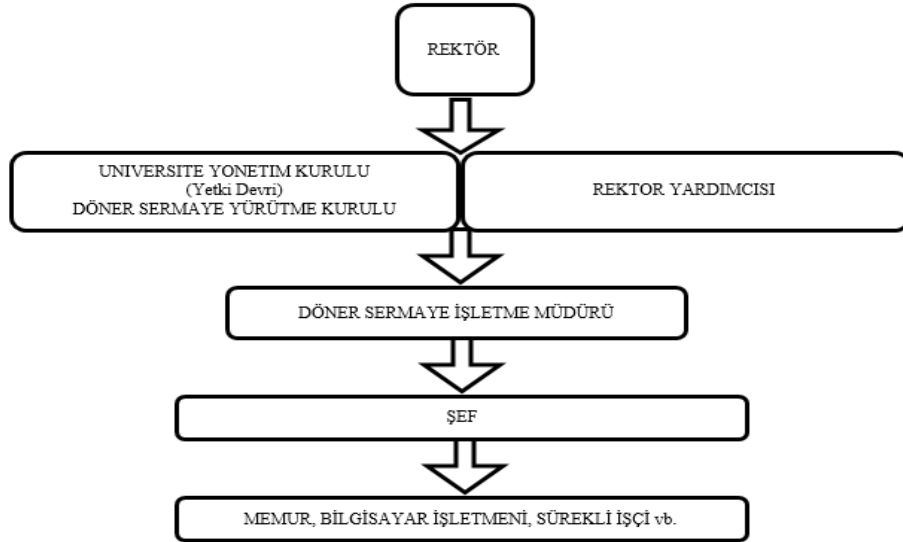 REKTÖR
UNIVERSITE YONETIM KURULU
(Yetki Devri)
DÖNER SERMAYE YÜRÜTME KURULU
REKTOR YARDIMCISI
DÖNER SERMAYE İŞLETME MÜDÜRÜ
ŞEF
MEMUR, BİLGİSAYAR İŞLETMENİ, SÜREKLİ İŞÇİ vb.